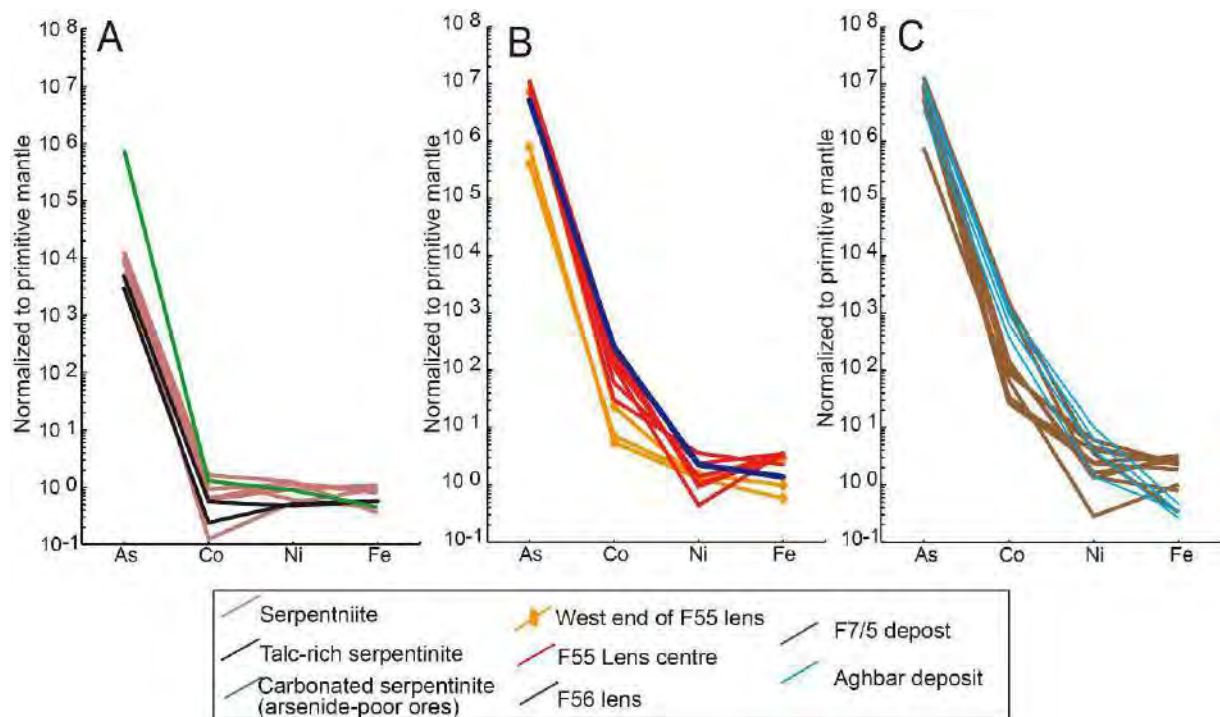 A
Normalized to primitive mantle
10 8
10 7
10 6
10 5
10 4
10 3
10 2
10 1
10 0
10 -1
As Co Ni Fe
B
Normalized to primitive mantle
10 8
10 7
10 6
10 5
10 4
10 3
10 2
10 1
10 0
10 -1
As Co Ni Fe
C
Normalized to primitive mantle
10 8
10 7
10 6
10 5
10 4
10 3
10 2
10 1
10 0
10 -1
As Co Ni Fe
Serpentniite
Talc-rich serpentinite
Carbonated serpentinite
(arsenide-poor ores)
West end of F55 lens
F55 Lens centre
F56 lens
F7/5 depost
Aghbar deposit